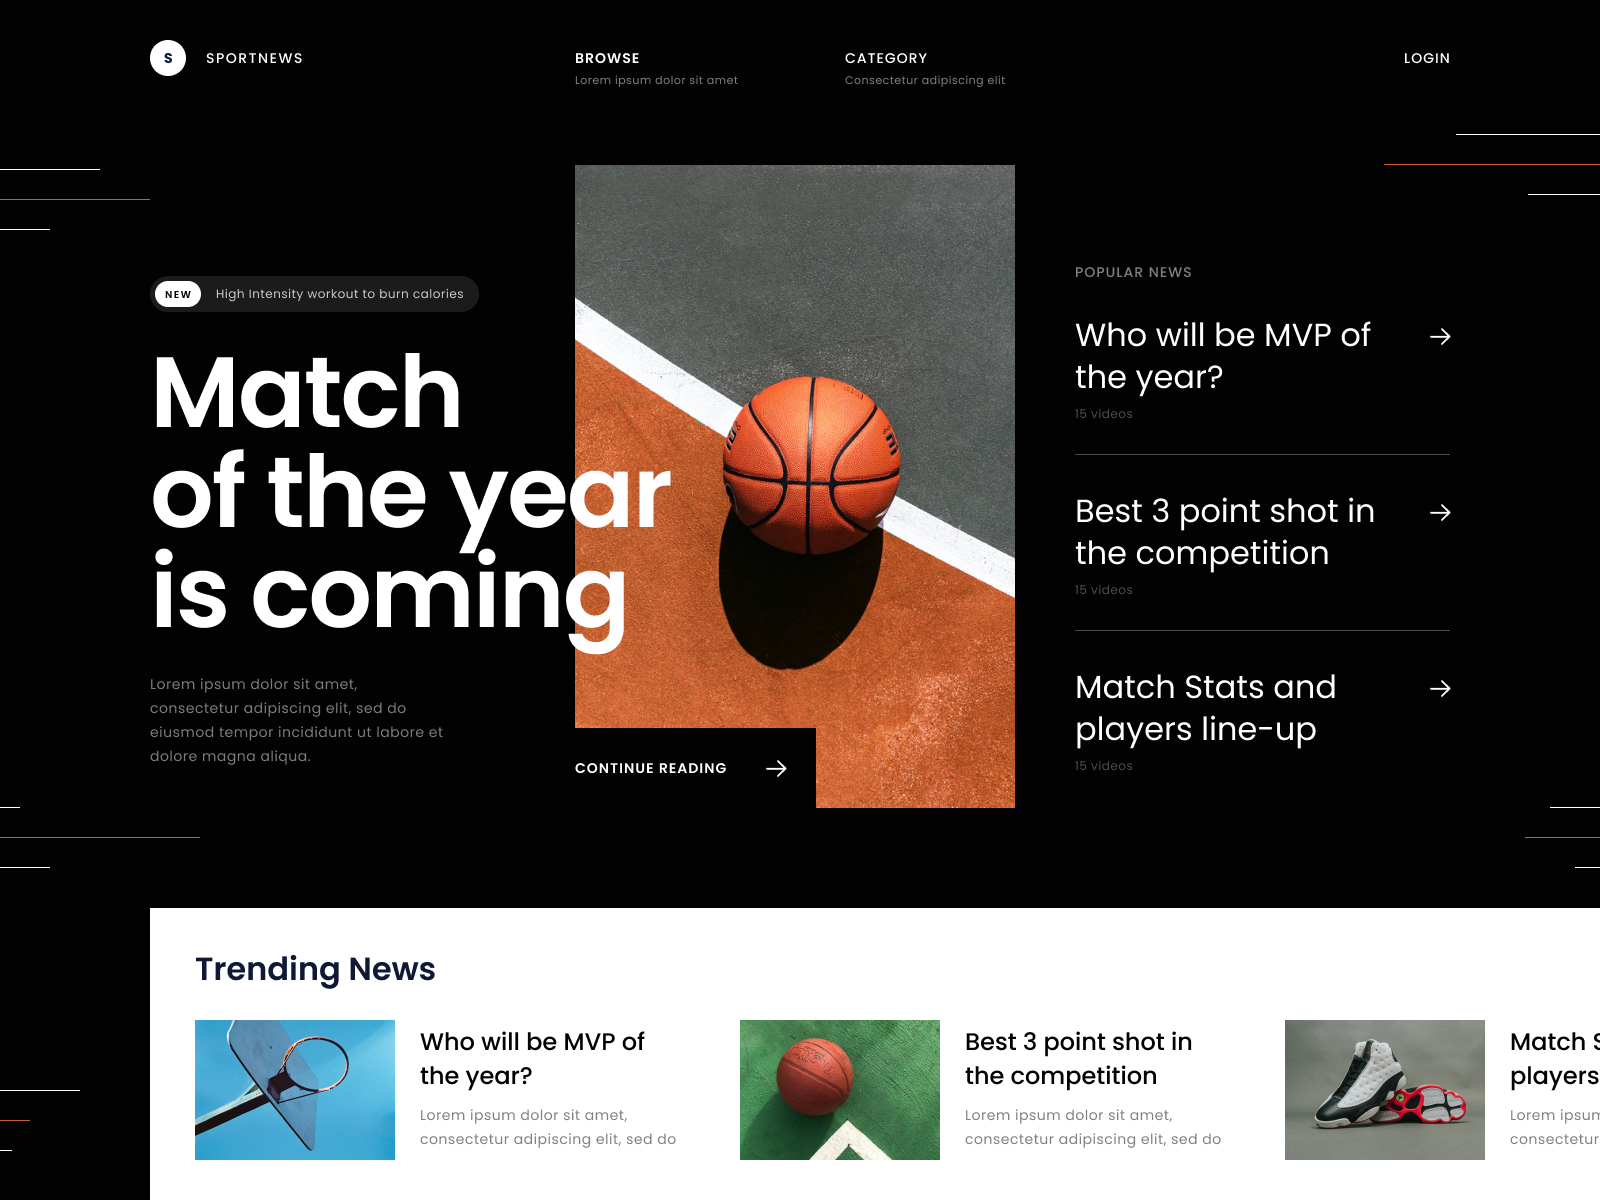 S
SPORTNEWS
BROWSE
Lorem ipsum dolor sit amet
CATEGORY
Consectetur adipiscing elit
LOGIN
NEW
High Intensity workout to burn calories
Match
of the year
is coming
Lorem ipsum dolor sit amet,
consectetur adipiscing elit, sed do
eiusmod tempor incididunt ut labore et
dolore magna aliqua.
CONTINUE READING
POPULAR NEWS
Who will be MVP of
the year?
15 videos
Best 3 point shot in
the competition
15 videos
Match Stats and
players line-up
15 videos
Trending News
Who will be MVP of
the year?
Lorem ipsum dolor sit amet,
consectetur adipiscing elit, sed do
Best 3 point shot in
the competition
Lorem ipsum dolor sit amet,
consectetur adipiscing elit, sed do
Match S
players
Lorem ipsum
consectetur